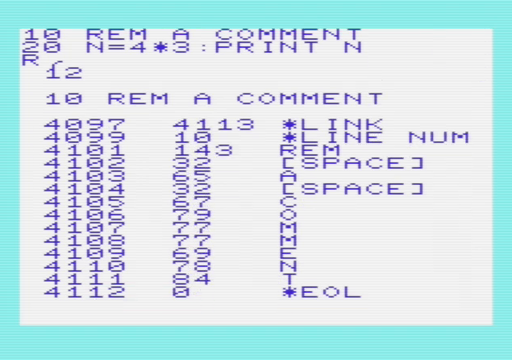 10 REM A COMMENT
20 N=4*3:PRINT N
R
12
10 REM A COMMENT
4097 4113 *LINK
4099 10 *LINE NUM
4101 143 REM
4102 32 [SPACE]
4103 65 A
4104 32 [SPACE]
4105 67 C
4106 79 O
4107 77 M
4108 77 M
4109 69 E
4110 78 N
4111 84 T
4112 0 *EOL